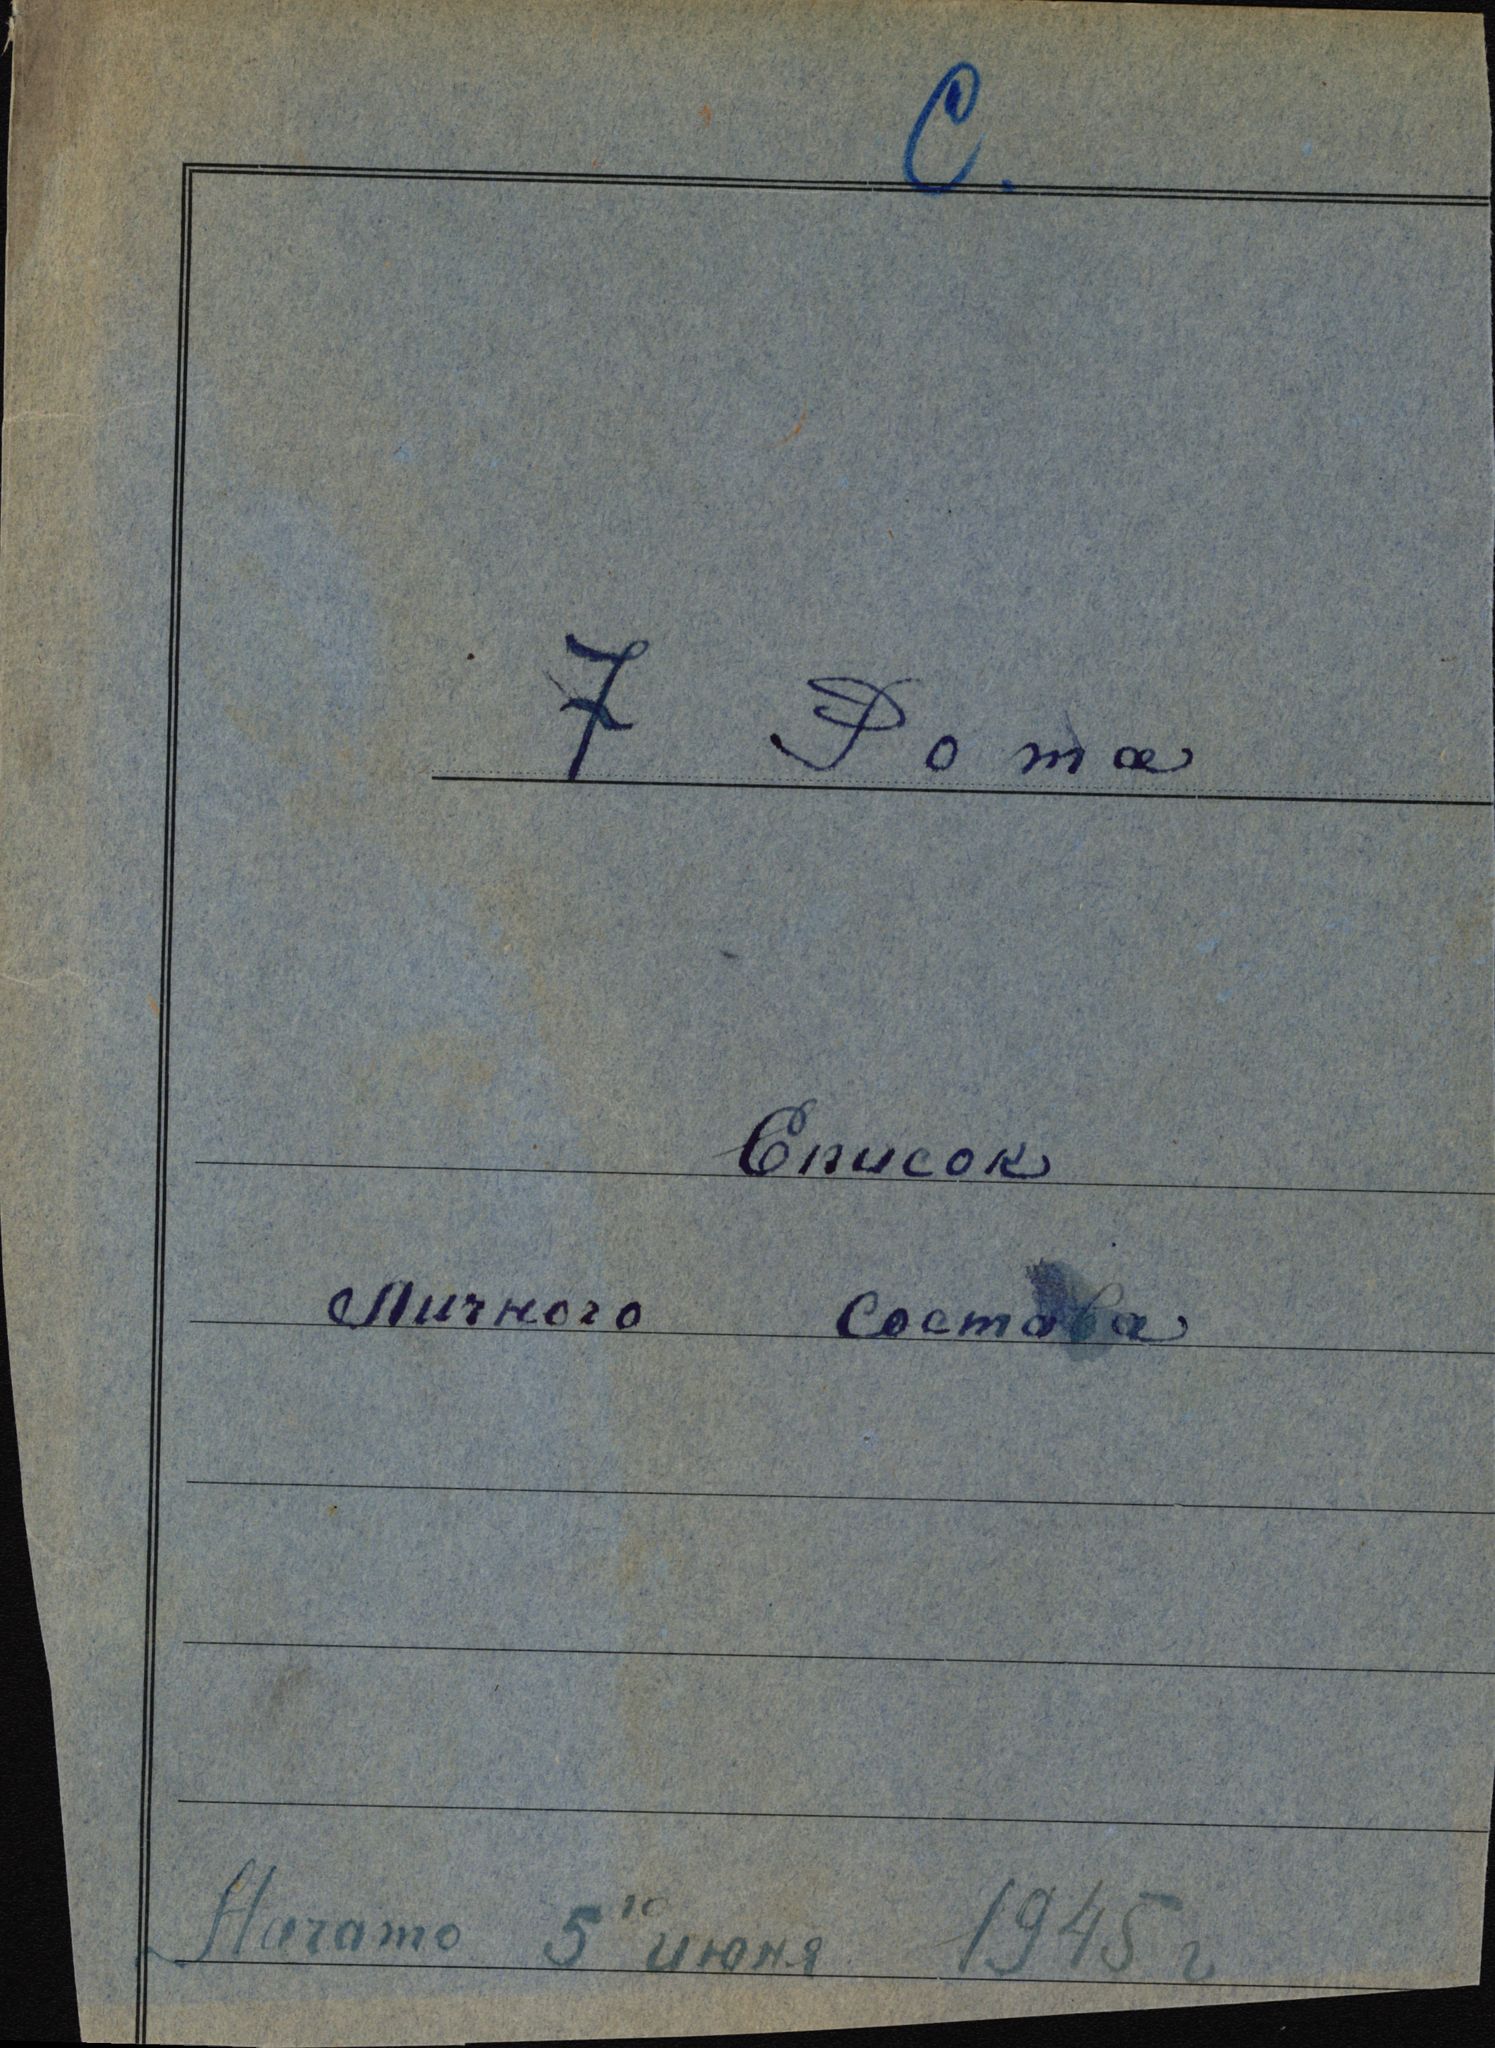 С.
7 Рота
Список
Личного Состава
Начато 5го июня 1945 г